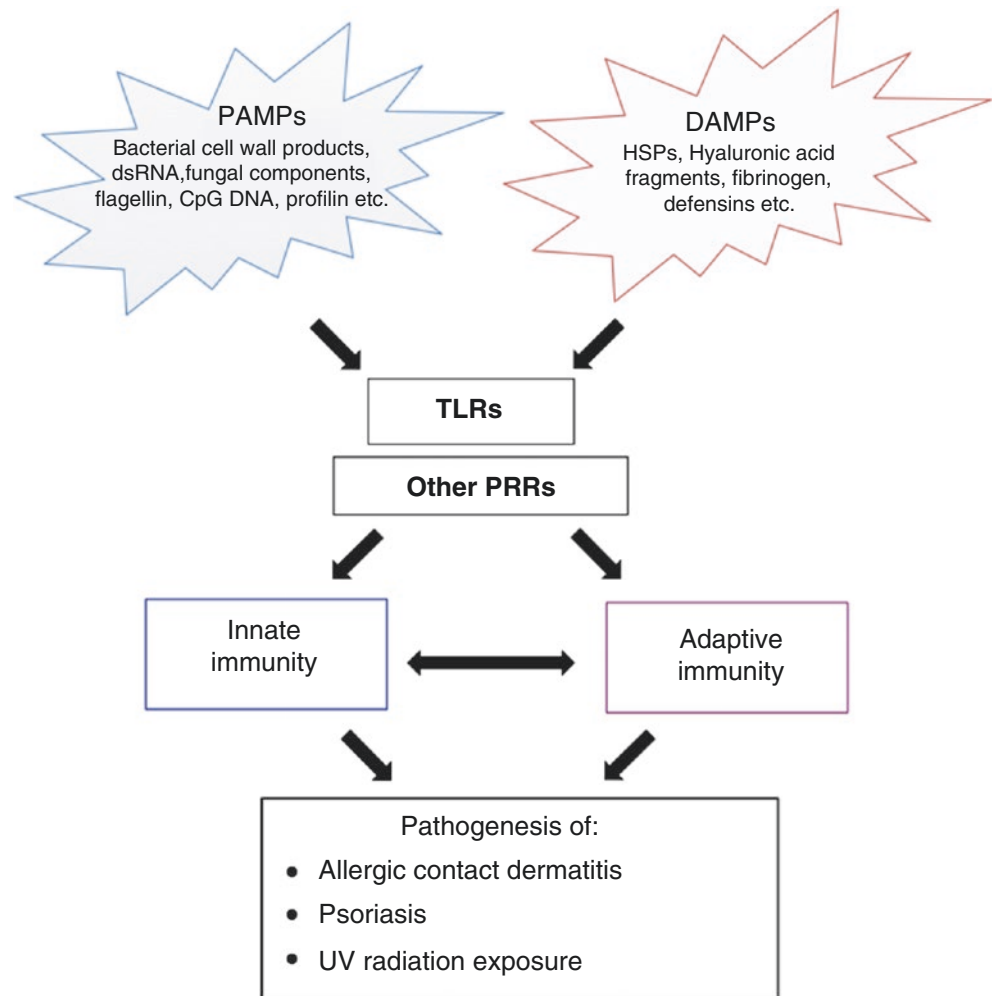 PAMPs
Bacterial cell wall products,
dsRNA,fungal components,
flagellin, CpG DNA, profilin etc.
DAMPs
HSPs, Hyaluronic acid
fragments, fibrinogen,
defensins etc.
TLRs
Other PRRs
Innate
immunity
Adaptive
immunity
Pathogenesis of:
• Allergic contact dermatitis
• Psoriasis
• UV radiation exposure